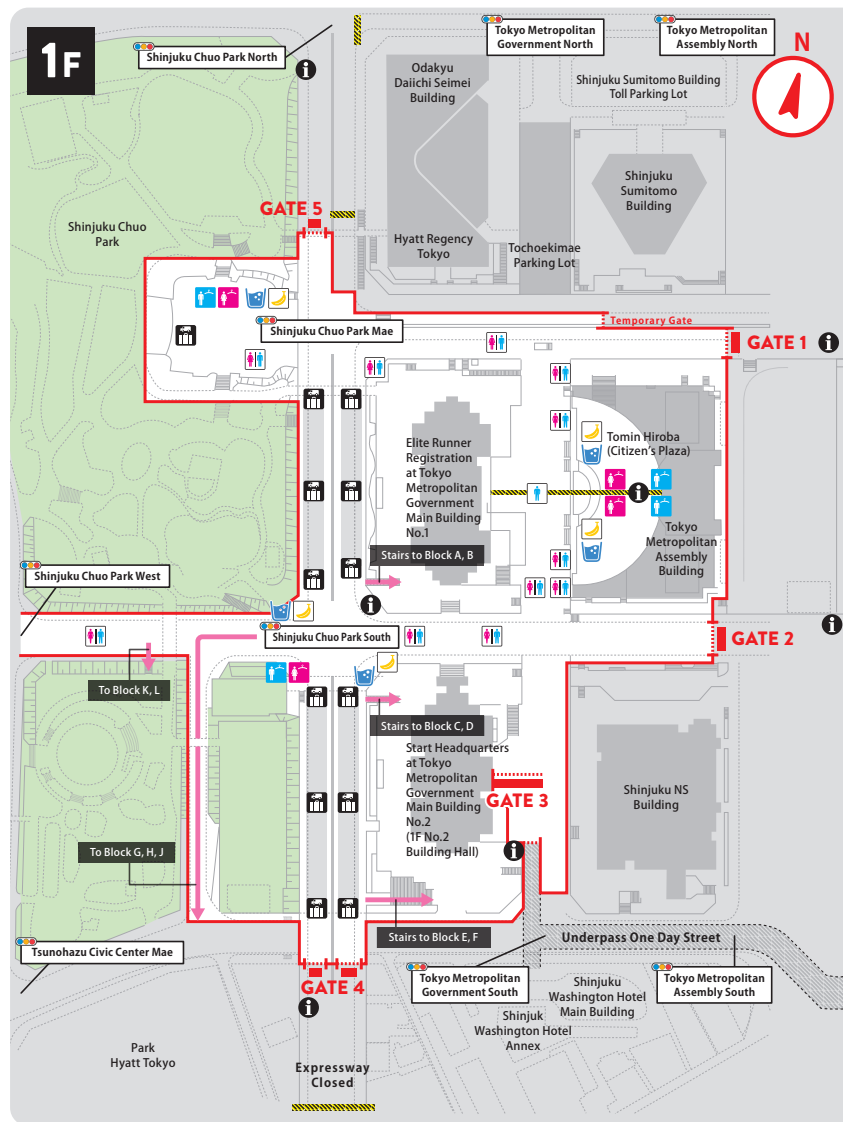 1F
Shinjuku Chuo Park North
Tokyo Metropolitan
Government North
Tokyo Metropolitan
Assembly North
N
Odakyu
Daiichi Seimei
Building
Shinjuku Sumitomo Building
Toll Parking Lot
Shinjuku
Sumitomo
Building
GATE 5
Shinjuku Chuo
Park
Hyatt Regency
Tokyo
Tochoekimae
Parking Lot
Temporary Gate
Shinjuku Chuo Park Mae
GATE 1
Elite Runner
Registration
at Tokyo
Metropolitan
Government
Main Building
No.1
Tomin Hiroba
(Citizen's Plaza)
Tokyo
Metropolitan
Assembly
Building
Stairs to Block A, B
Shinjuku Chuo Park West
Shinjuku Chuo Park South
GATE 2
To Block K, L
Stairs to Block C, D
Start Headquarters
at Tokyo
Metropolitan
Government
Main Building
No.2
(1F No.2
Building Hall)
GATE 3
Shinjuku NS
Building
To Block G, H, J
Stairs to Block E, F
Underpass One Day Street
Tsunohazu Civic Center Mae
GATE 4
Tokyo Metropolitan
Government South
Tokyo Metropolitan
Assembly South
Shinjuku
Washington Hotel
Main Building
Shinjuk
Washington Hotel
Annex
Park
Hyatt Tokyo
Expressway
Closed